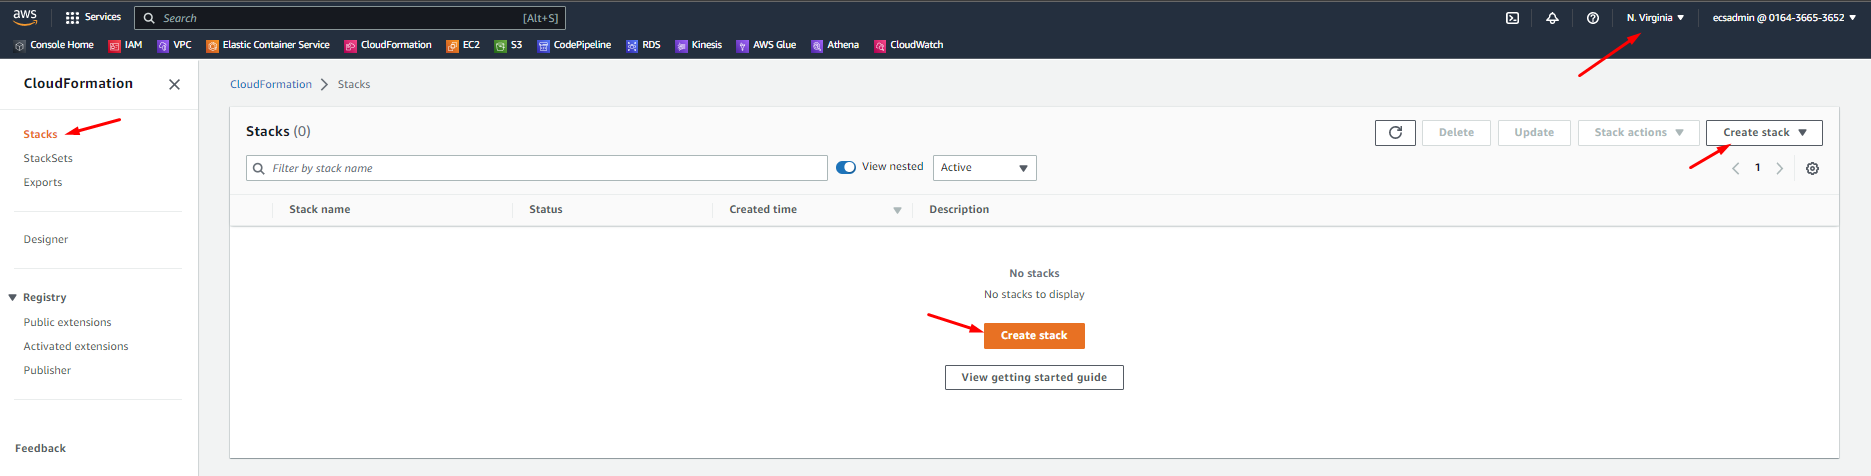 aws Services Search [Alt+S] N. Virginia ecsadmin @ 0164-3665-3652
Console Home IAM VPC Elastic Container Service CloudFormation EC2 S3 CodePipeline RDS Kinesis AWS Glue Athena CloudWatch
CloudFormation
Stacks
StackSets
Exports
Designer
Registry
Public extensions
Activated extensions
Publisher
Feedback
CloudFormation Stacks
Stacks (0)
Delete Update Stack actions Create stack
Filter by stack name View nested Active 1
Stack name Status Created time Description
No stacks
No stacks to display
Create stack
View getting started guide